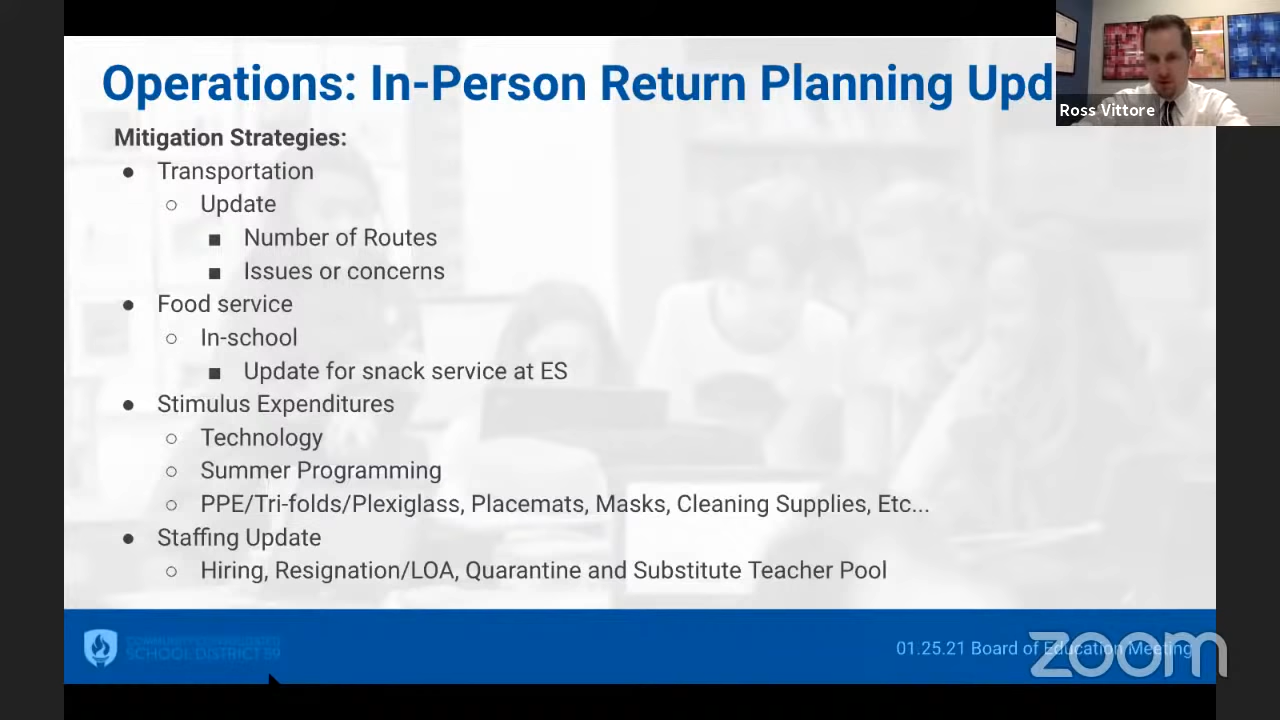 Operations: In-Person Return Planning Upd
Ross Vittore
Mitigation Strategies:
● Transportation
○ Update
■ Number of Routes
■ Issues or concerns
● Food service
○ In-school
■ Update for snack service at ES
● Stimulus Expenditures
○ Technology
○ Summer Programming
○ PPE/Tri-folds/Plexiglass, Placemats, Masks, Cleaning Supplies, Etc...
● Staffing Update
○ Hiring, Resignation/LOA, Quarantine and Substitute Teacher Pool
SCHOOL DISTRICT
01.25.21 Board of Education Meeting
zoom